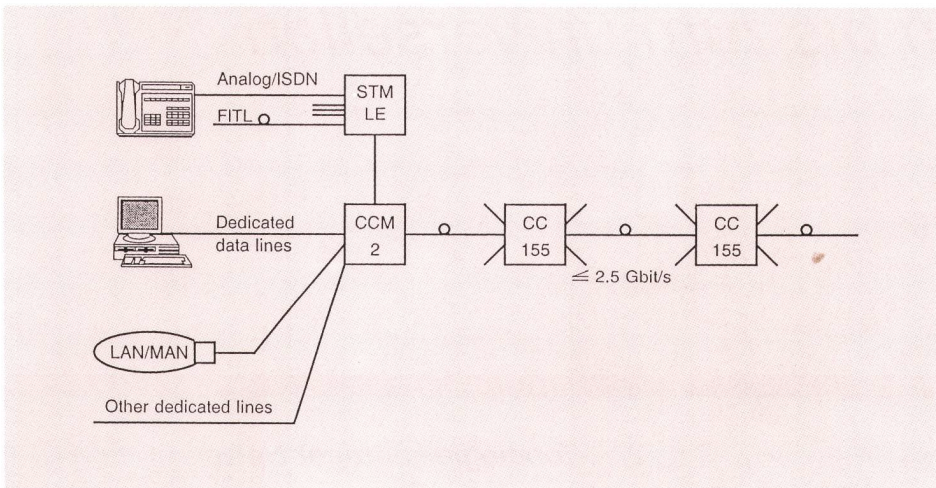 Analog/ISDN
FITL
STM
LE
Dedicated
data lines
CCM
2
CC
155
CC
155
≦ 2.5 Gbit/s
LAN/MAN
Other dedicated lines